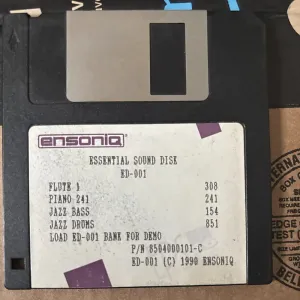 ensoniq
ESSENTIAL SOUND DISK
ED-001
FLUTE 1 308
PIANO 241 241
JAZZ BASS 154
JAZZ DRUMS 851
LOAD ED-001 BANK FOR DEMO
P/N 8504000101-C
ED-001 (C) 1990 ENSONIQ